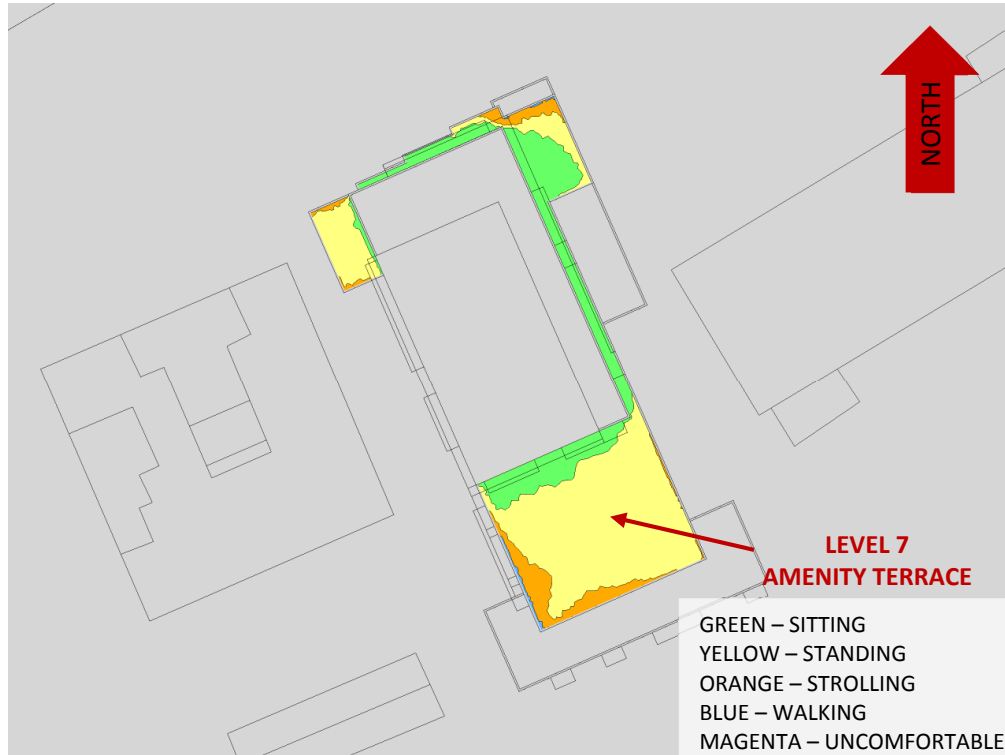 NORTH
LEVEL 7
AMENITY TERRACE
GREEN – SITTING
YELLOW – STANDING
ORANGE – STROLLING
BLUE – WALKING
MAGENTA – UNCOMFORTABLE